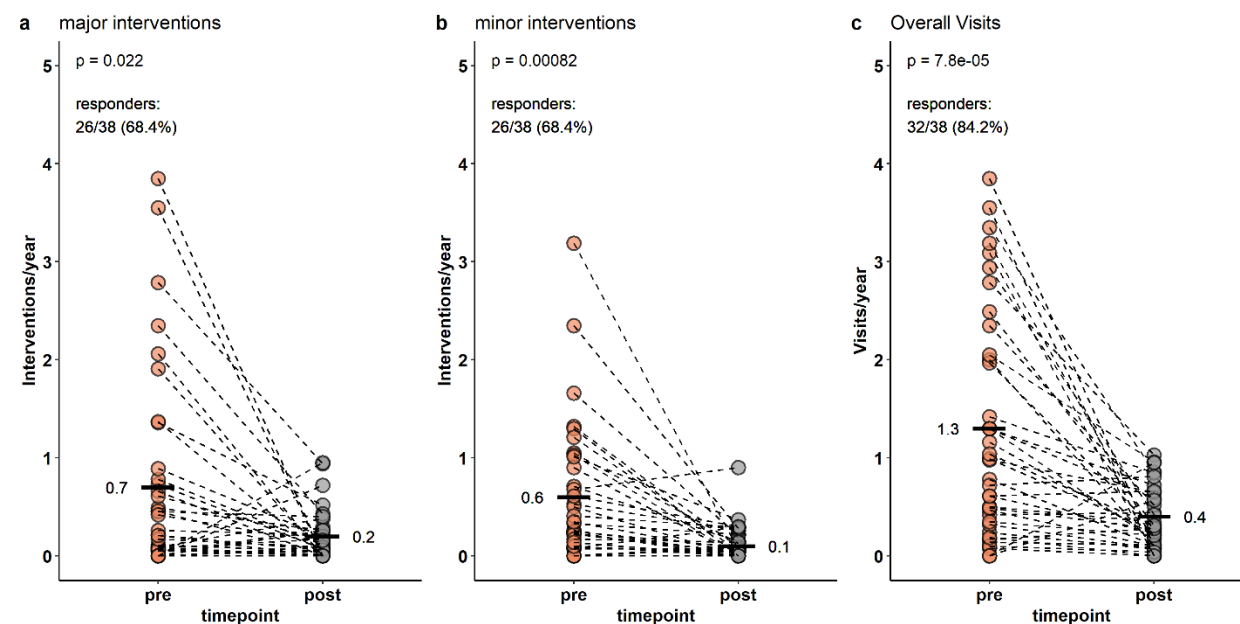 a major interventions
p = 0.022
responders:
26/38 (68.4%)
5
4
3
2
1
0
Interventions/year
0.7
0.2
pre post
timepoint
b minor interventions
p = 0.00082
responders:
26/38 (68.4%)
5
4
3
2
1
0
Interventions/year
0.6
0.1
pre post
timepoint
c Overall Visits
p = 7.8e-05
responders:
32/38 (84.2%)
5
4
3
2
1
0
Visits/year
1.3
0.4
pre post
timepoint